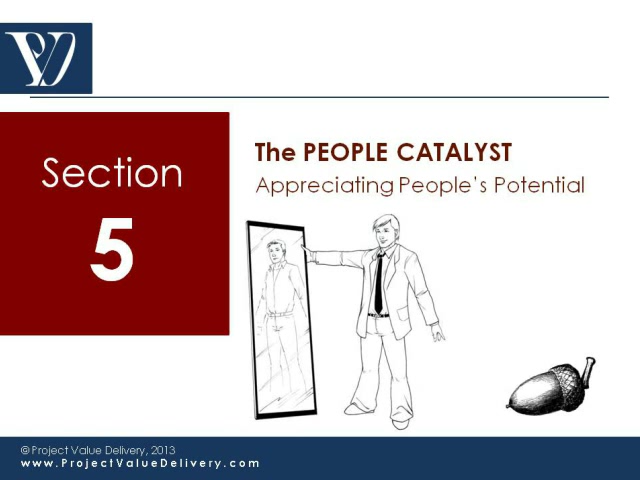 Section
5
The PEOPLE CATALYST
Appreciating People's Potential
© Project Value Delivery, 2013
www.ProjectValueDelivery.com